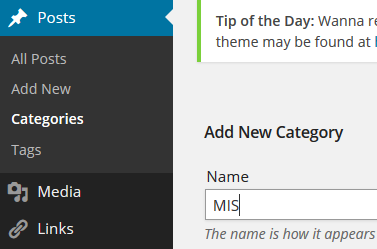 Posts
All Posts
Add New
Categories
Tags
Media
Links
Tip of the Day: Wanna
theme may be found at
Add New Category
Name
MIS
The name is how it appears